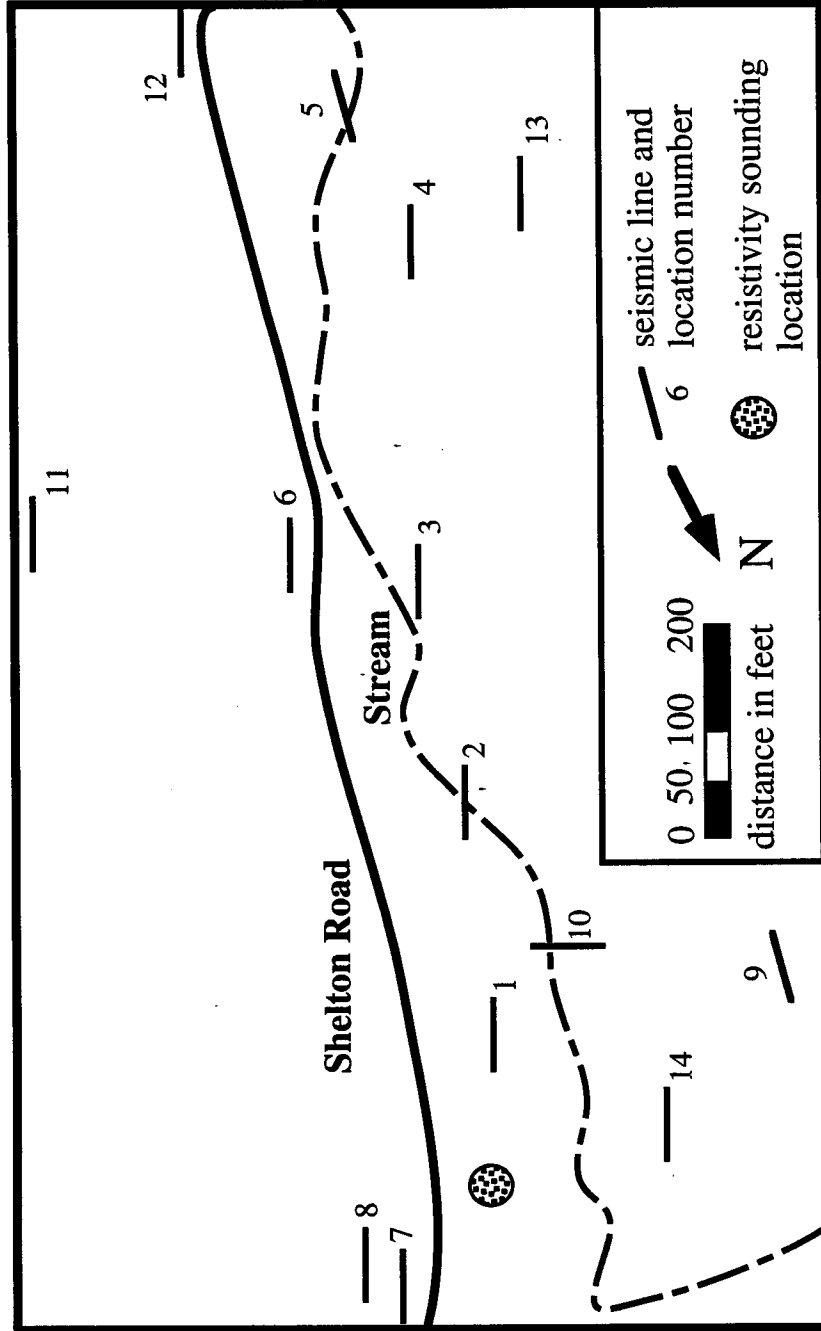 11
12
6
5
Shelton Road
8
Stream
7
4
3
2
1
13
10
14
9
0 50 100 200
distance in feet
N
6
seismic line and
location number
resistivity sounding
location